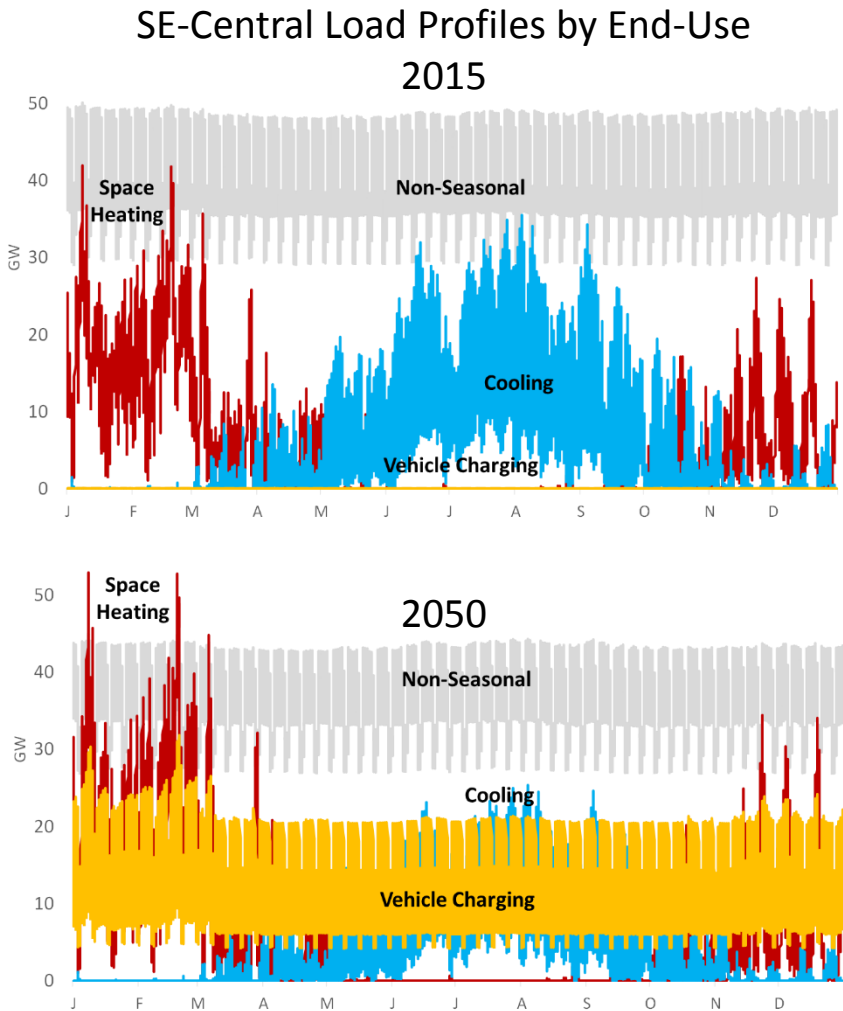 SE-Central Load Profiles by End-Use
2015
50
Space
Heating
Non-Seasonal
40
30
GW
20
Cooling
10
Vehicle Charging
0
J F M A M J J A S O N D
Space
Heating
2050
50
40
Non-Seasonal
30
GW
Cooling
20
Vehicle Charging
10
0
J F M A M J J A S O N D